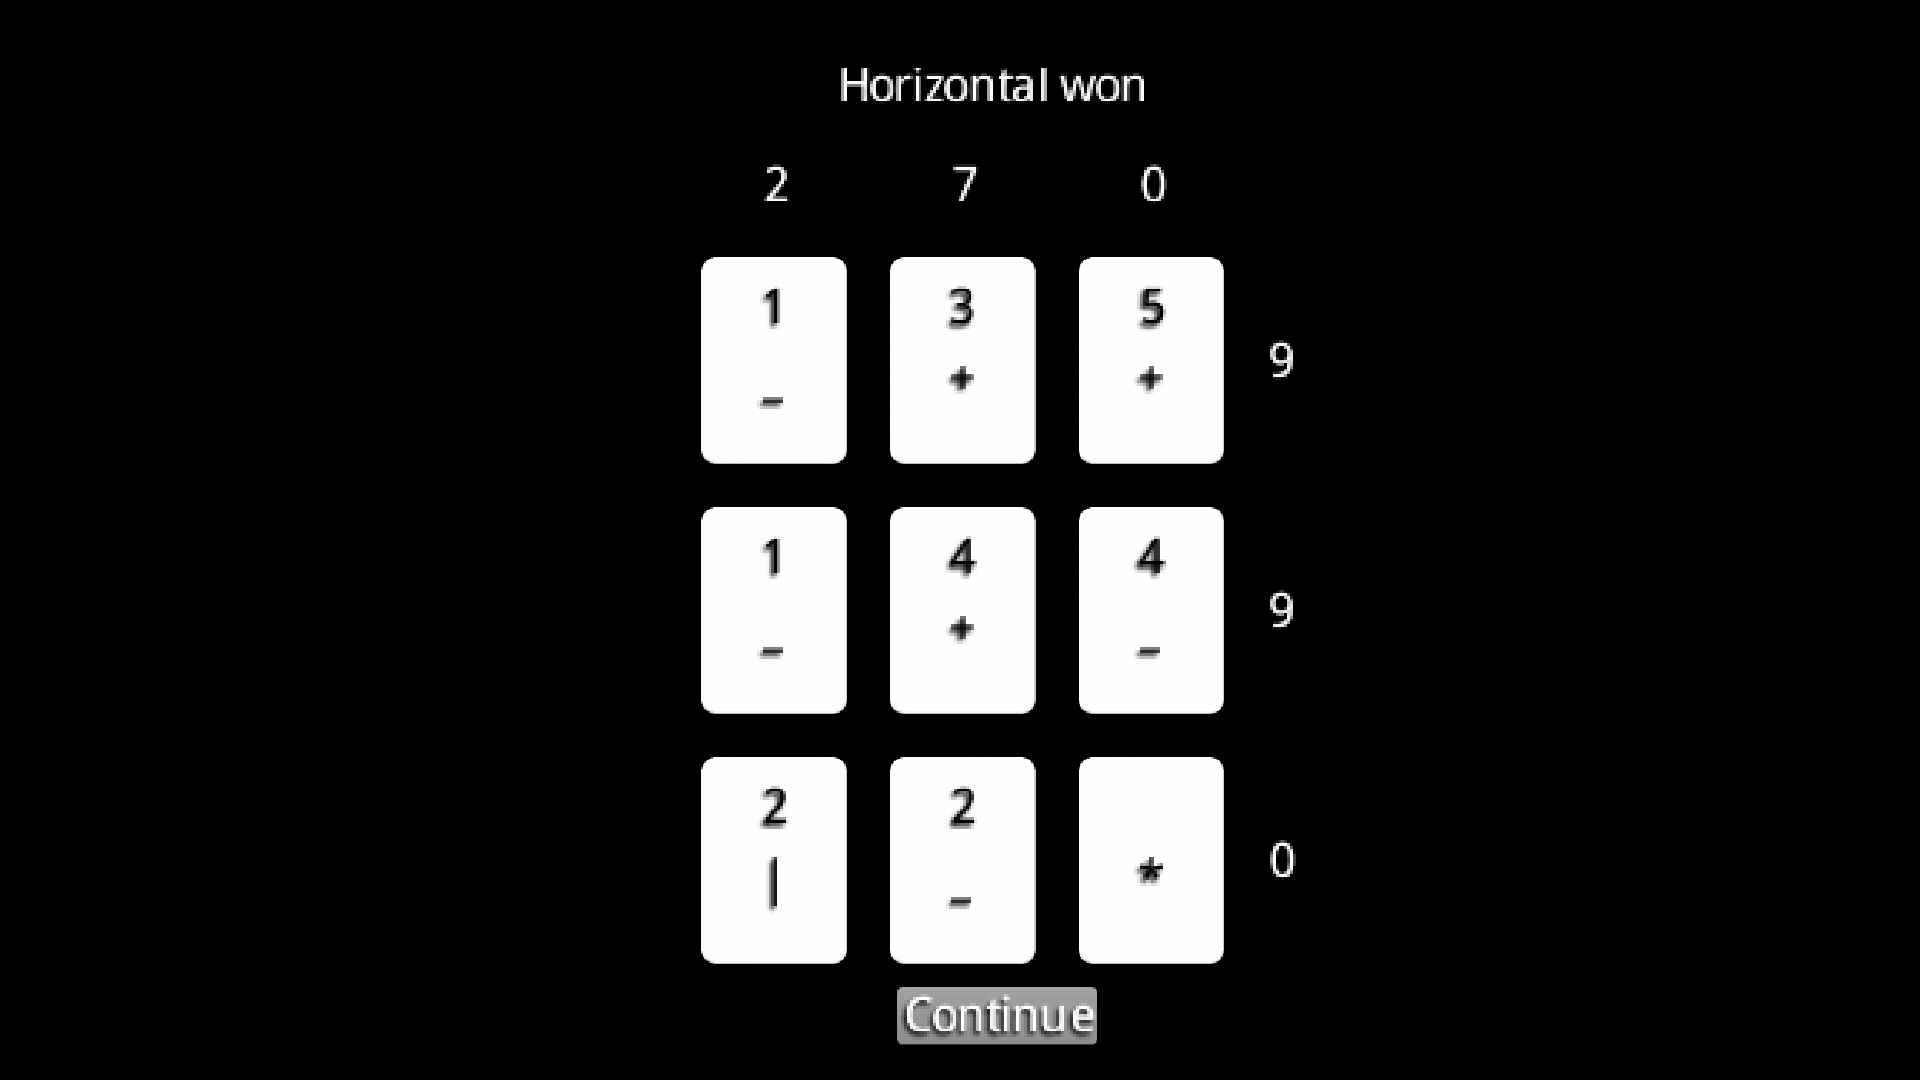 Horizontal won
2 7 0
1 3 5
- + +
9
1 4 4
- + -
9
2 2
| - *
0
Continue